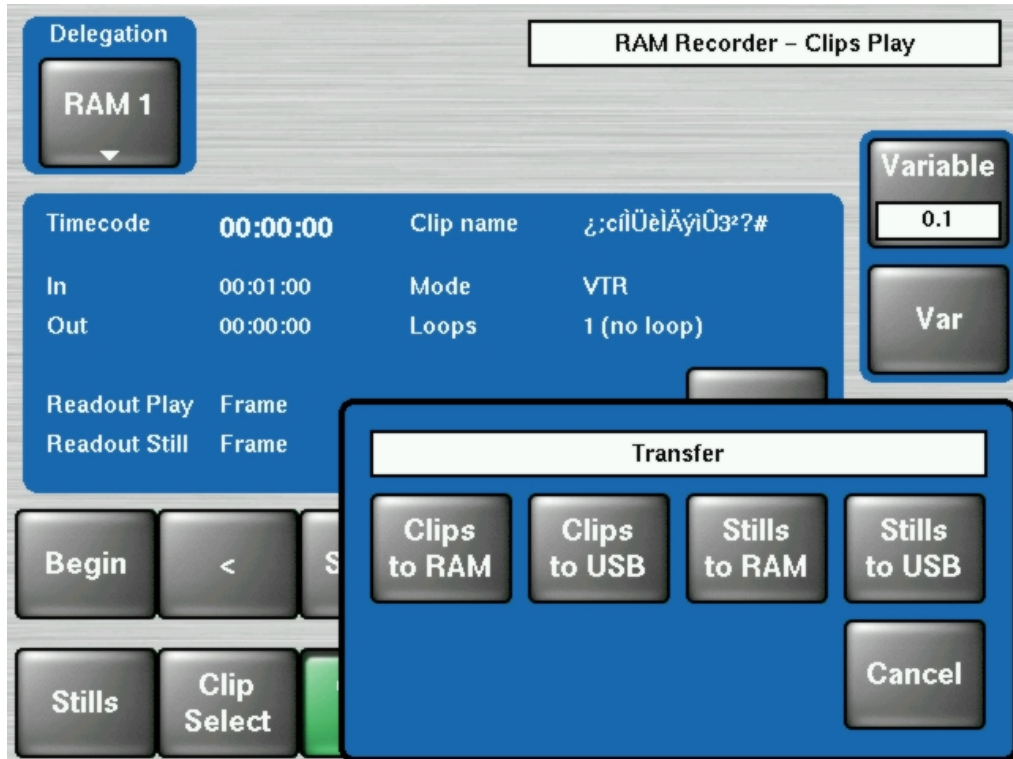 Delegation
RAM 1
RAM Recorder – Clips Play
Variable
0.1
Var
Timecode 00:00:00 Clip name ¿;cíÌÜèÌÄýìÛ3²?#
In 00:01:00 Mode VTR
Out 00:00:00 Loops 1 (no loop)
Readout Play Frame
Readout Still Frame
Transfer
Clips to RAM
Clips to USB
Stills to RAM
Stills to USB
Cancel
Begin
<
Stills
Clip Select